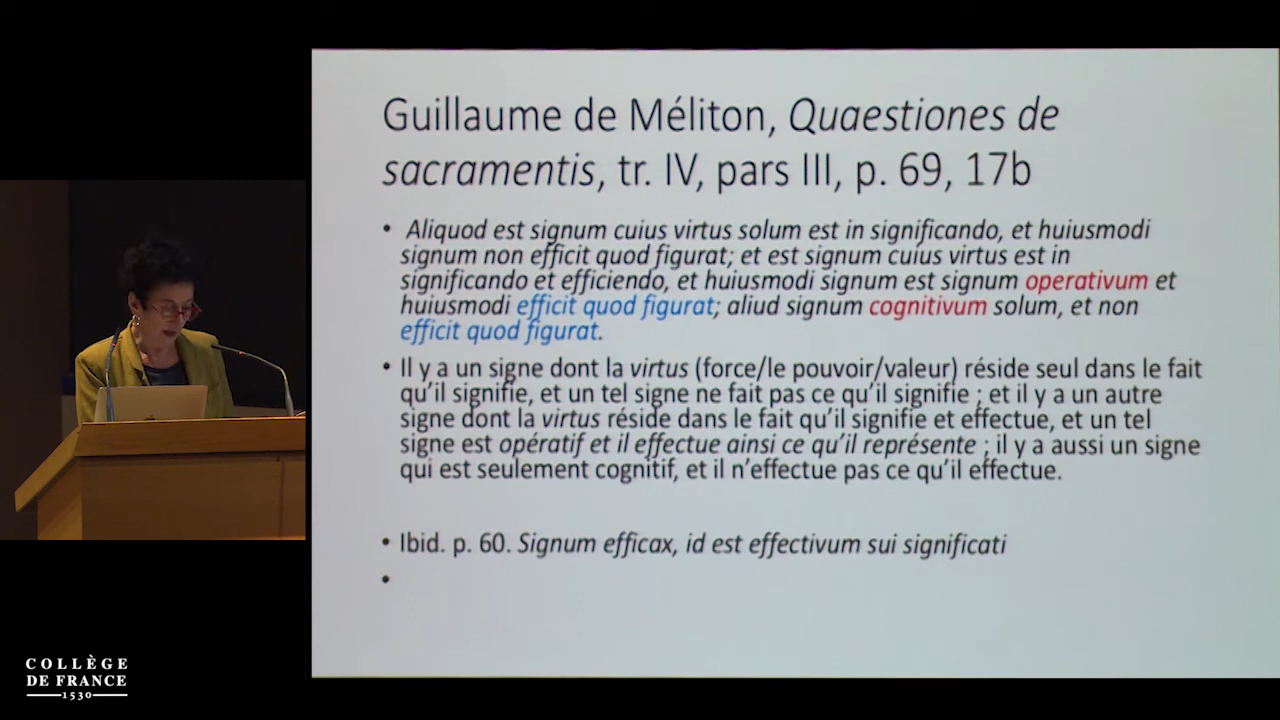 Guillaume de Méliton, Quaestiones de
sacramentis, tr. IV, pars III, p. 69, 17b
• Aliquod est signum cuius virtus solum est in significando, et huiusmodi
signum non efficit quod figurat; et est signum cuius virtus est in
significando et efficiendo, et huiusmodi signum est signum operativum et
huiusmodi efficit quod figurat; aliud signum cognitivum solum, et non
efficit quod figurat.
• Il y a un signe dont la virtus (force/le pouvoir/valeur) réside seul dans le fait
qu'il signifie, et un tel signe ne fait pas ce qu'il signifie ; et il y a un autre
signe dont la virtus réside dans le fait qu'il signifie et effectue, et un tel
signe est opératif et il effectue ainsi ce qu'il représente ; il y a aussi un signe
qui est seulement cognitif, et il n'effectue pas ce qu'il effectue.
• Ibid. p. 60. Signum efficax, id est effectivum sui significati
•
COLLÈGE
DE FRANCE
1530